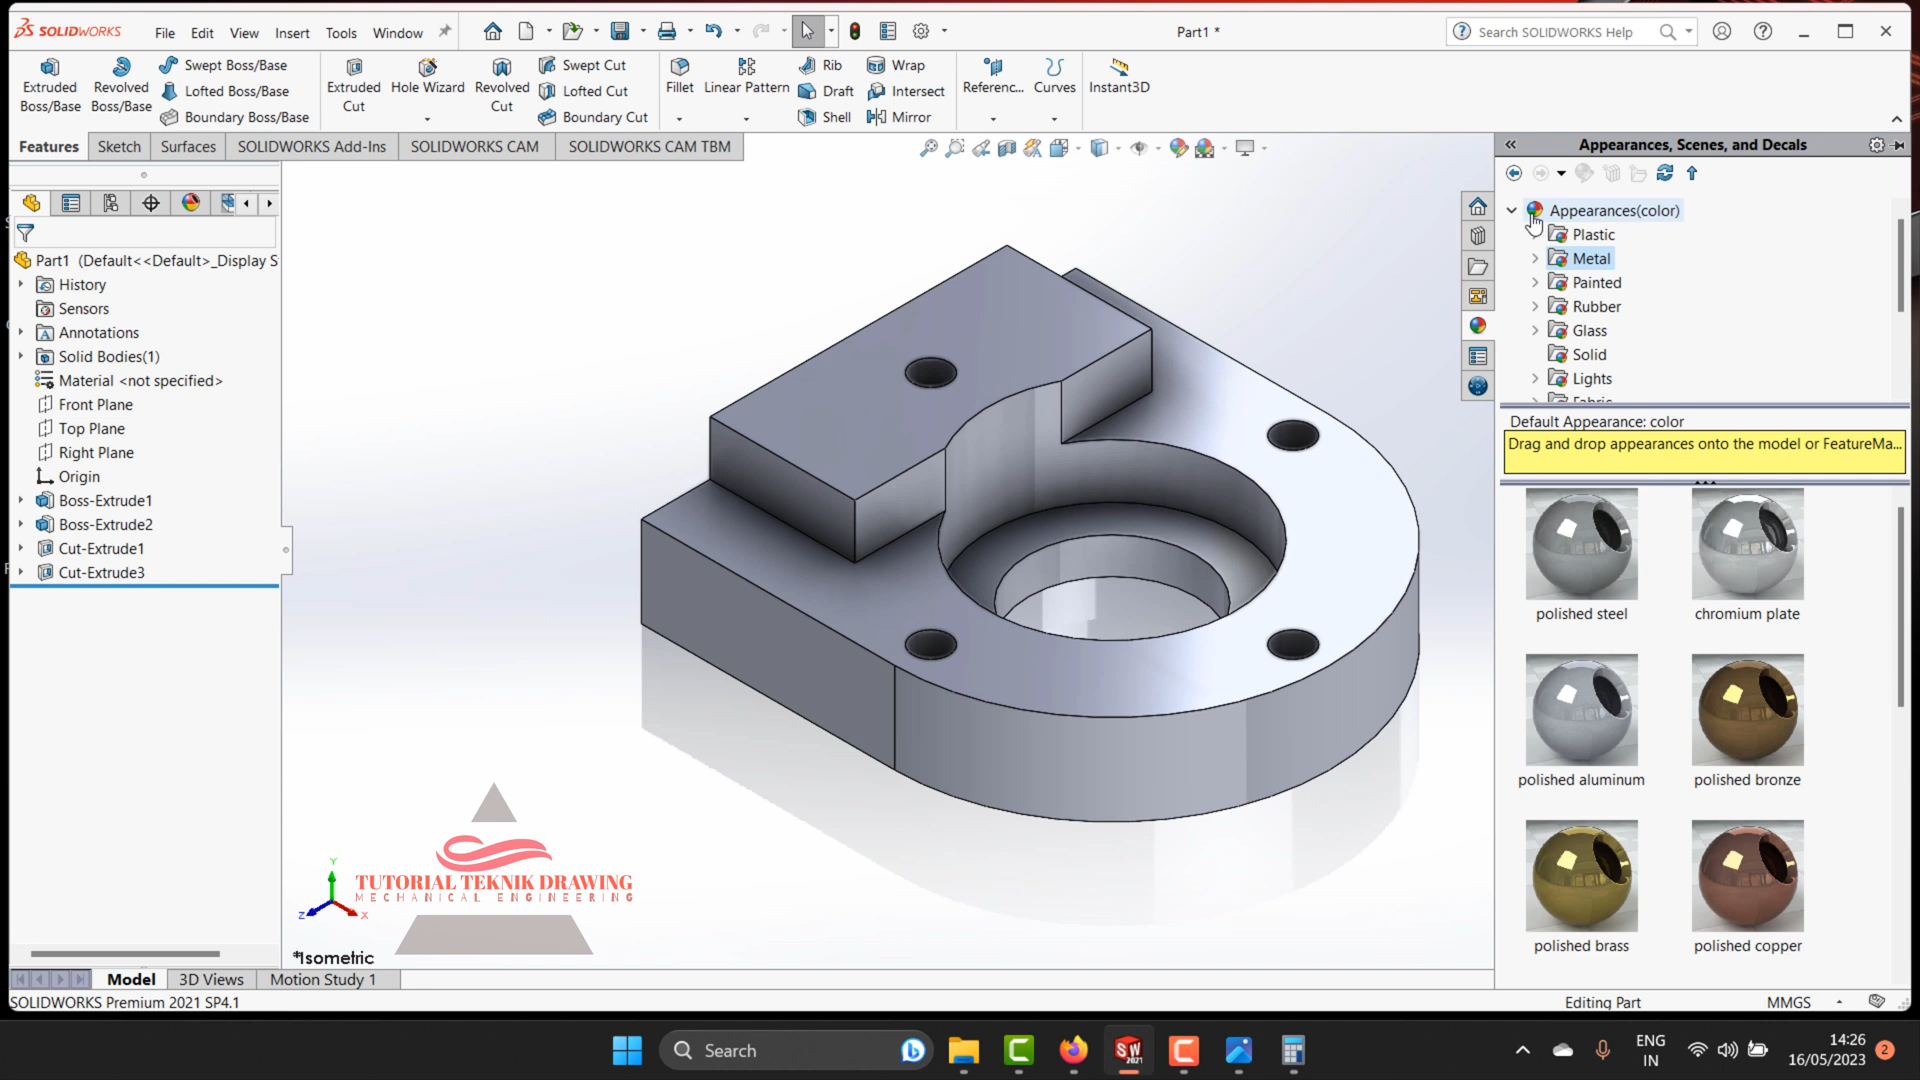 SOLIDWORKS
File Edit View Insert Tools Window
Part1 *
Search SOLIDWORKS Help
Extruded Boss/Base
Revolved Boss/Base
Swept Boss/Base
Lofted Boss/Base
Boundary Boss/Base
Extruded Cut
Hole Wizard
Revolved Cut
Swept Cut
Lofted Cut
Boundary Cut
Fillet
Linear Pattern
Rib
Draft
Shell
Wrap
Intersect
Mirror
Referenc...
Curves
Instant3D
Features Sketch Surfaces SOLIDWORKS Add-Ins SOLIDWORKS CAM SOLIDWORKS CAM TBM
Part1 (Default<<Default>_Display S
History
Sensors
Annotations
Solid Bodies(1)
Material <not specified>
Front Plane
Top Plane
Right Plane
Origin
Boss-Extrude1
Boss-Extrude2
Cut-Extrude1
Cut-Extrude3
Y
Z
X
TUTORIAL TEKNIK DRAWING
MECHANICAL ENGINEERING
*Isometric
Appearances, Scenes, and Decals
Appearances(color)
Plastic
Metal
Painted
Rubber
Glass
Solid
Lights
Fabric
Default Appearance: color
Drag and drop appearances onto the model or FeatureMa...
polished steel
chromium plate
polished aluminum
polished bronze
polished brass
polished copper
Model 3D Views Motion Study 1
SOLIDWORKS Premium 2021 SP4.1
Editing Part
MMGS
Search
SW
2021
ENG
IN
14:26
16/05/2023
2